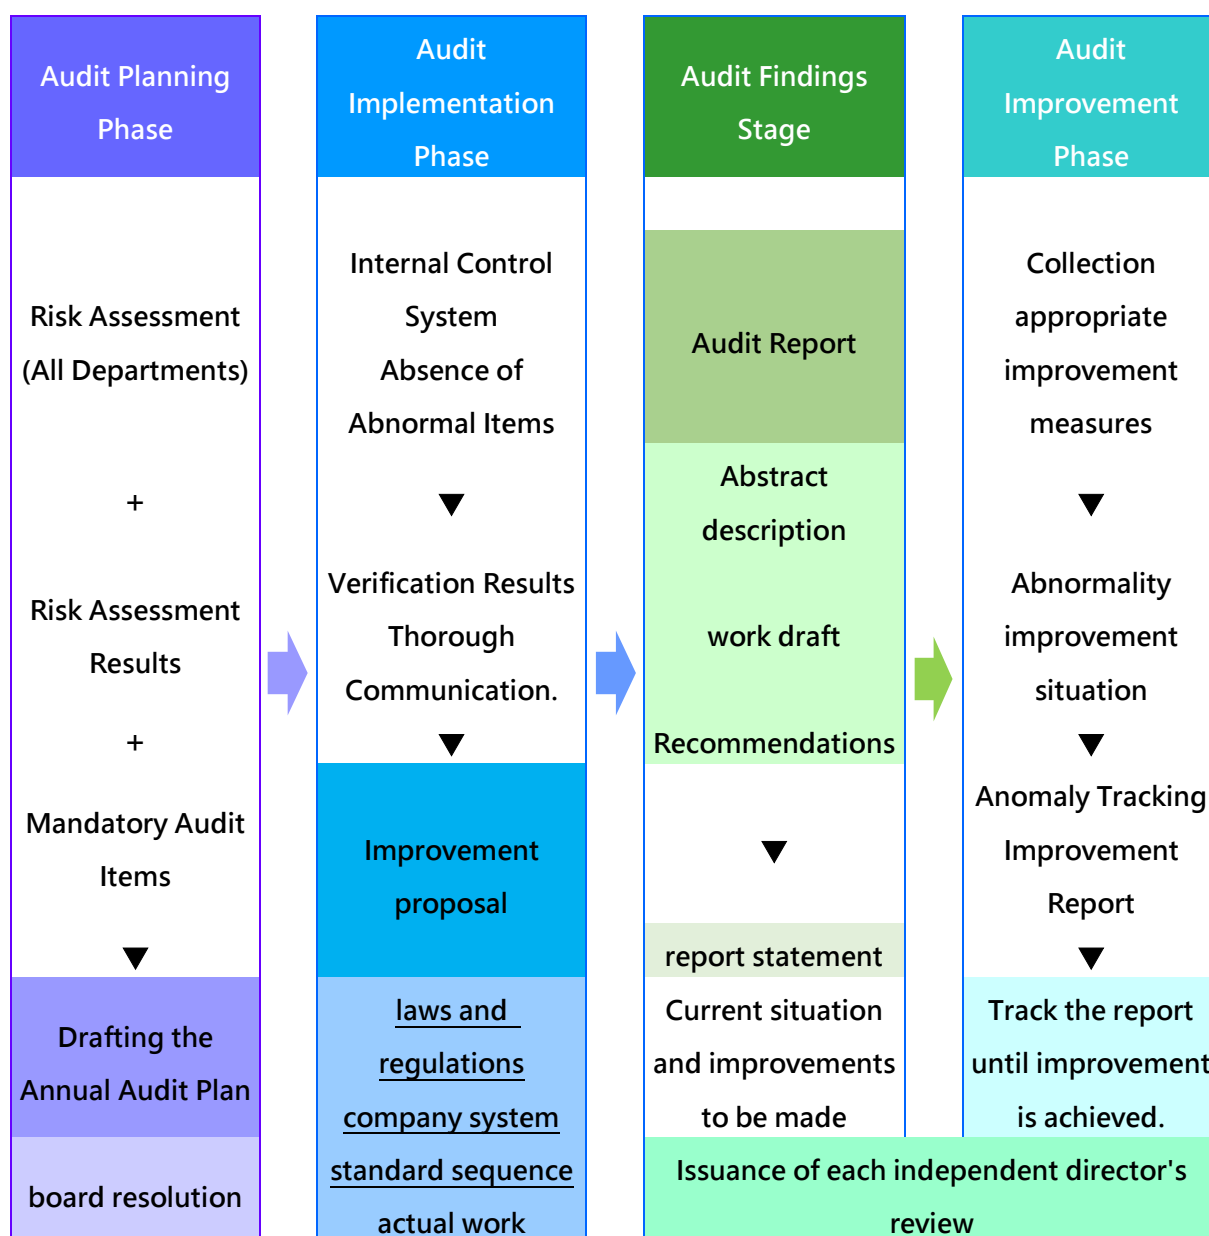 Audit Planning
Phase
Risk Assessment
(All Departments)
+
Risk Assessment
Results
+
Mandatory Audit
Items
▼
Drafting the
Annual Audit Plan
board resolution
Audit
Implementation
Phase
Internal Control
System
Absence of
Abnormal Items
▼
Verification Results
Thorough
Communication.
▼
Improvement
proposal
laws and
regulations
company system
standard sequence
actual work
Audit Findings
Stage
Audit Report
Abstract
description
work draft
Recommendations
▼
report statement
Current situation
and improvements
to be made
Audit
Improvement
Phase
Collection
appropriate
improvement
measures
▼
Abnormality
improvement
situation
▼
Anomaly Tracking
Improvement
Report
▼
Track the report
until improvement
is achieved.
Issuance of each independent director's
review